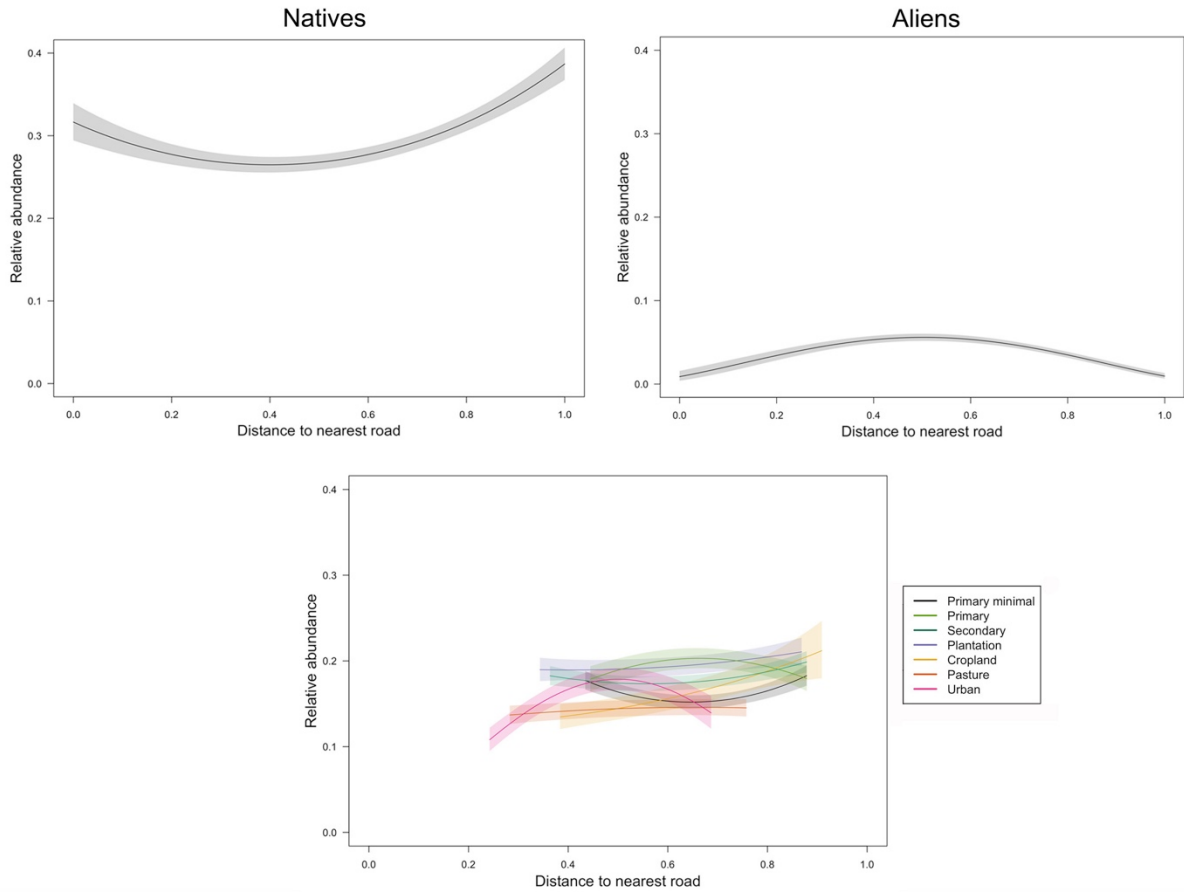 Natives
Aliens
0.4
0.3
0.2
0.1
0.0
Relative abundance
0.0 0.2 0.4 0.6 0.8 1.0
Distance to nearest road
0.4
0.3
0.2
0.1
0.0
Relative abundance
0.0 0.2 0.4 0.6 0.8 1.0
Distance to nearest road
0.4
0.3
0.2
0.1
0.0
Relative abundance
0.0 0.2 0.4 0.6 0.8 1.0
Distance to nearest road
Primary minimal
Primary
Secondary
Plantation
Cropland
Pasture
Urban